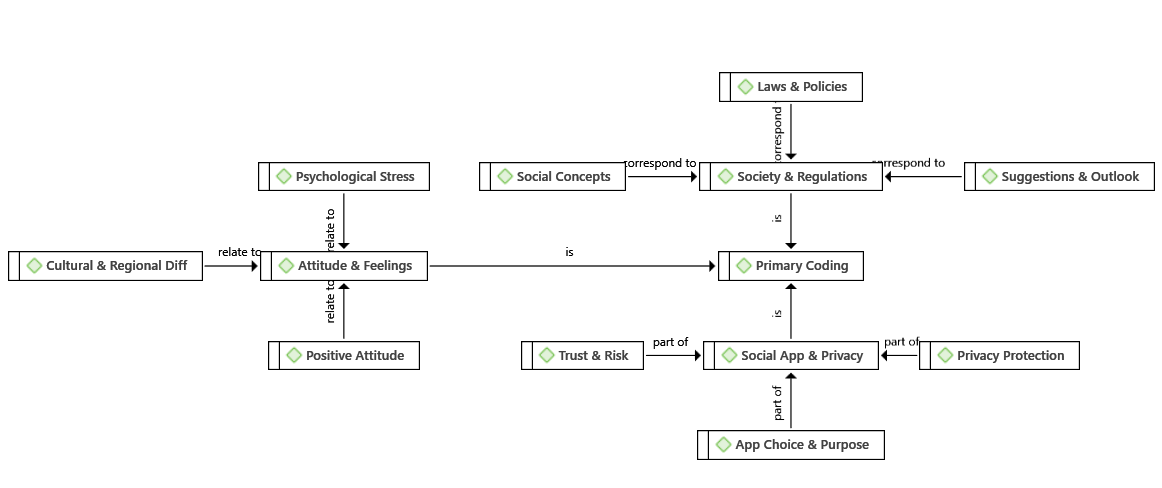 Laws & Policies
correspond
Psychological Stress
Social Concepts
correspond to
Society & Regulations
correspond to
Suggestions & Outlook
relate to
is
Cultural & Regional Diff
relate to
Attitude & Feelings
is
Primary Coding
relate to
is
Positive Attitude
Trust & Risk
part of
Social App & Privacy
part of
Privacy Protection
part of
App Choice & Purpose